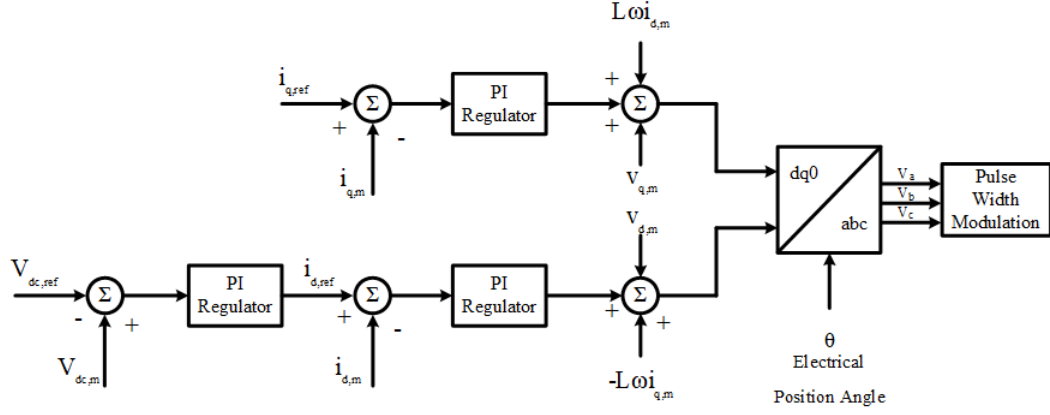 Lωi_d,m
i_q,ref
+
Σ
-
i_q,m
PI
Regulator
+
+
Σ
v_q,m
dq0
abc
V_a
V_b
V_c
Pulse
Width
Modulation
θ
Electrical
Position Angle
V_dc,ref
-
Σ
+
V_dc,m
PI
Regulator
i_d,ref
+
Σ
-
i_d,m
PI
Regulator
v_d,m
+
Σ
+
-Lωi_q,m